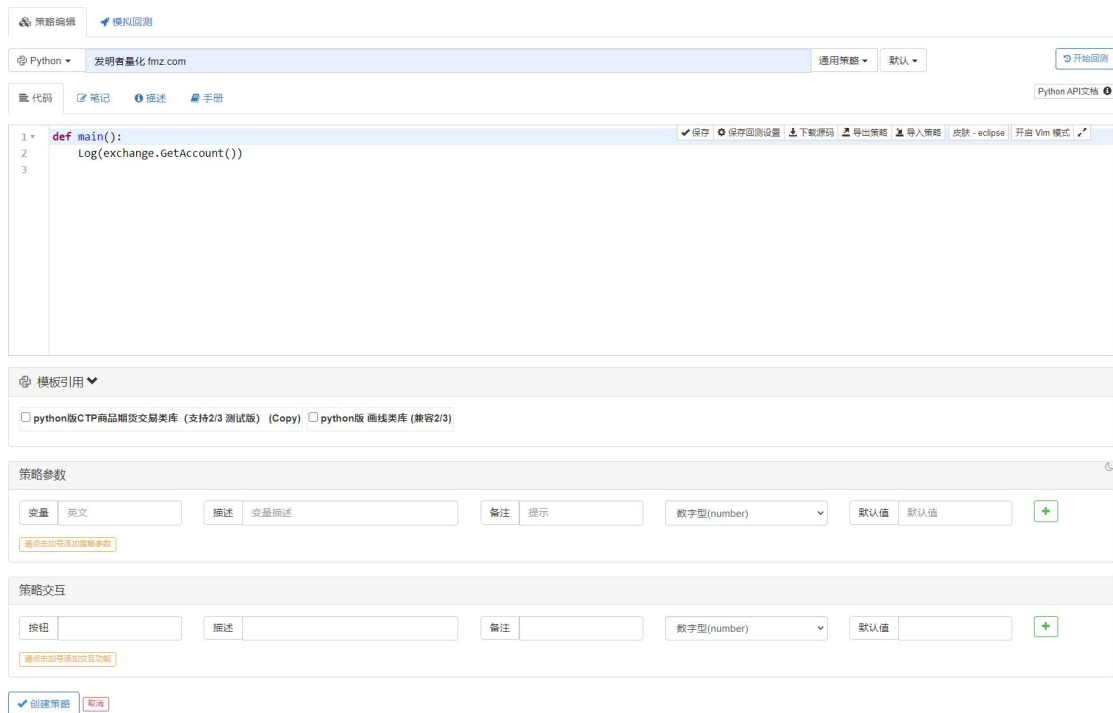 策略编辑 模拟回测
Python 发明者量化 fmz.com 通用策略 默认 开始回测
代码 笔记 描述 手册 Python API文档
1 def main():
保存 保存回测设置 下载源码 导出策略 导入策略 皮肤 - eclipse 开启 Vim 模式
2 Log(exchange.GetAccount())
3
模板引用
python版CTP商品期货交易类库（支持2/3 测试版） (Copy) python版 画线类库 (兼容2/3)
策略参数
变量 英文 描述 变量描述 备注 提示 数字型(number) 默认值 默认值
请点击加号添加策略参数
策略交互
按钮 描述 备注 数字型(number) 默认值
请点击加号添加交互功能
创建策略 取消